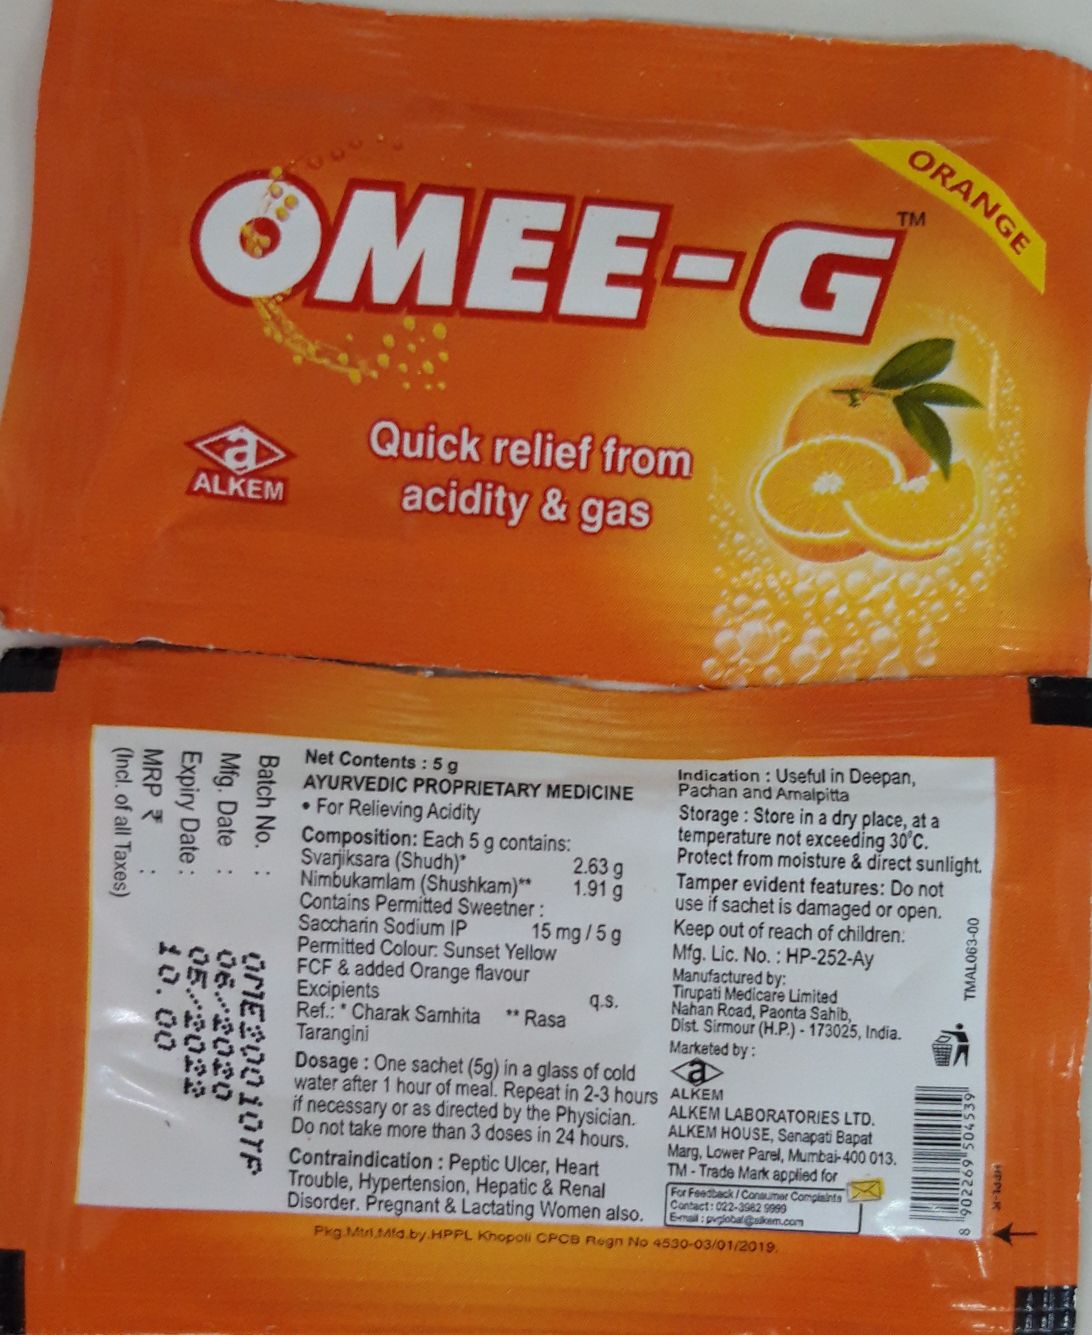 ORANGE
OMEE-G™
a
ALKEM
Quick relief from
acidity & gas
Batch No. : OME200107P
Mfg. Date : 06/2020
Expiry Date : 05/2022
MRP ₹ : 10.00
(Incl. of all Taxes)
Net Contents : 5 g
AYURVEDIC PROPRIETARY MEDICINE
• For Relieving Acidity
Composition: Each 5 g contains:
Svarjiksara (Shudh)* 2.63 g
Nimbukamlam (Shushkam)** 1.91 g
Contains Permitted Sweetner :
Saccharin Sodium IP 15 mg / 5 g
Permitted Colour: Sunset Yellow
FCF & added Orange flavour
Excipients q.s.
Ref.: * Charak Samhita ** Rasa
Tarangini
Dosage : One sachet (5g) in a glass of cold
water after 1 hour of meal. Repeat in 2-3 hours
if necessary or as directed by the Physician.
Do not take more than 3 doses in 24 hours.
Contraindication : Peptic Ulcer, Heart
Trouble, Hypertension, Hepatic & Renal
Disorder. Pregnant & Lactating Women also.
Indication : Useful in Deepan,
Pachan and Amalpitta
Storage : Store in a dry place, at a
temperature not exceeding 30°C.
Protect from moisture & direct sunlight.
Tamper evident features: Do not
use if sachet is damaged or open.
Keep out of reach of children:
Mfg. Lic. No. : HP-252-Ay
Manufactured by:
Tirupati Medicare Limited
Nahan Road, Paonta Sahib,
Dist. Sirmour (H.P.) - 173025, India.
Marketed by :
a
ALKEM
ALKEM LABORATORIES LTD.
ALKEM HOUSE, Senapati Bapat
Marg, Lower Parel, Mumbai-400 013.
TM - Trade Mark applied for
For Feedback / Consumer Complaints
Contact : 022-3982 9999
E-mail : pvglobal@alkem.com
TMAL063-00
8 902269 504539
HPPL-K
Pkg.Mtrl.Mfd.by.HPPL Khopoli CPCB Regn No 4530-03/01/2019.